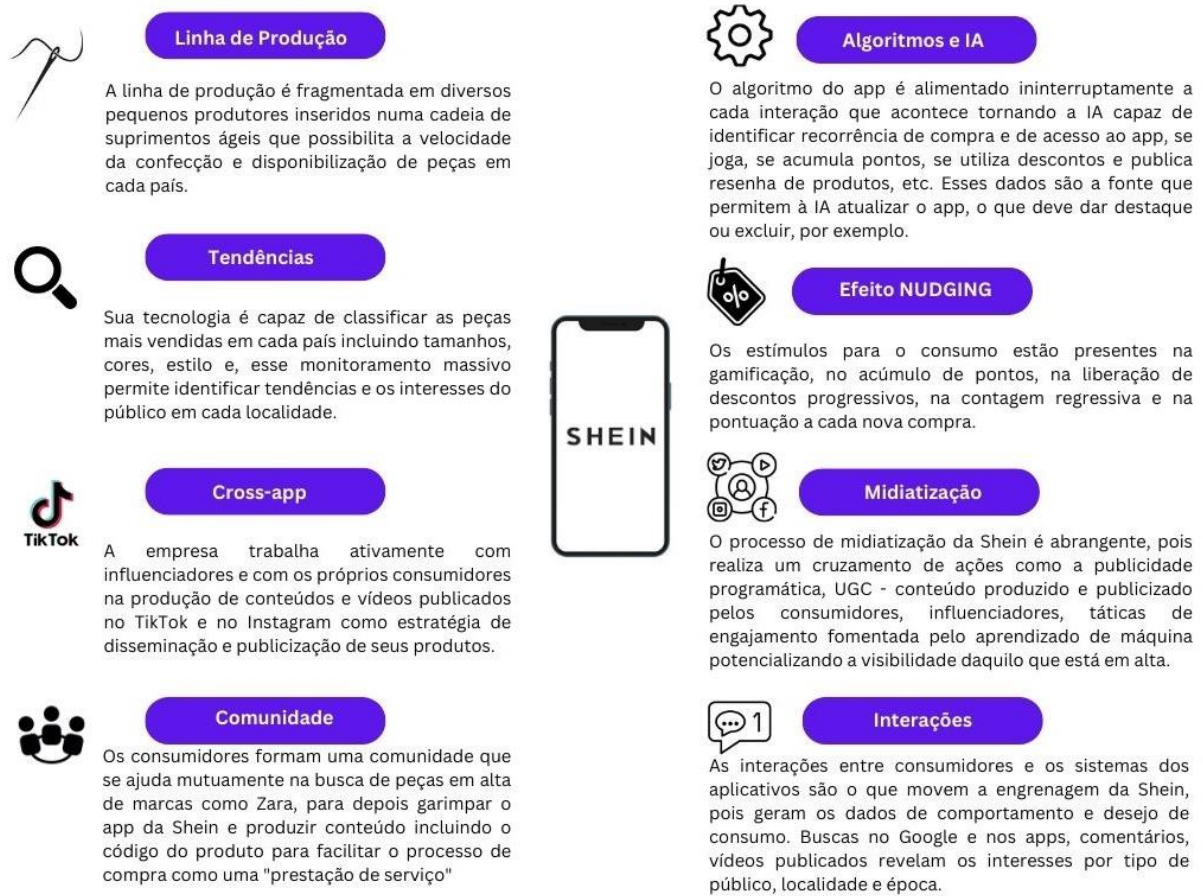 Linha de Produção
A linha de produção é fragmentada em diversos
pequenos produtores inseridos numa cadeia de
suprimentos ágeis que possibilita a velocidade
da confecção e disponibilização de peças em
cada país.
Tendências
Sua tecnologia é capaz de classificar as peças
mais vendidas em cada país incluindo tamanhos,
cores, estilo e, esse monitoramento massivo
permite identificar tendências e os interesses do
público em cada localidade.
TikTok
Cross-app
A empresa trabalha ativamente com
influenciadores e com os próprios consumidores
na produção de conteúdos e vídeos publicados
no TikTok e no Instagram como estratégia de
disseminação e publicização de seus produtos.
Comunidade
Os consumidores formam uma comunidade que
se ajuda mutuamente na busca de peças em alta
de marcas como Zara, para depois garimpar o
app da Shein e produzir conteúdo incluindo o
código do produto para facilitar o processo de
compra como uma "prestação de serviço"
SHEIN
Algoritmos e IA
O algoritmo do app é alimentado ininterruptamente a
cada interação que acontece tornando a IA capaz de
identificar recorrência de compra e de acesso ao app, se
joga, se acumula pontos, se utiliza descontos e publica
resenha de produtos, etc. Esses dados são a fonte que
permitem à IA atualizar o app, o que deve dar destaque
ou excluir, por exemplo.
%
Efeito NUDGING
Os estímulos para o consumo estão presentes na
gamificação, no acúmulo de pontos, na liberação de
descontos progressivos, na contagem regressiva e na
pontuação a cada nova compra.
Midiatização
O processo de midiatização da Shein é abrangente, pois
realiza um cruzamento de ações como a publicidade
programática, UGC - conteúdo produzido e publicizado
pelos consumidores, influenciadores, táticas de
engajamento fomentada pelo aprendizado de máquina
potencializando a visibilidade daquilo que está em alta.
1
Interações
As interações entre consumidores e os sistemas dos
aplicativos são o que movem a engrenagem da Shein,
pois geram os dados de comportamento e desejo de
consumo. Buscas no Google e nos apps, comentários,
vídeos publicados revelam os interesses por tipo de
público, localidade e época.